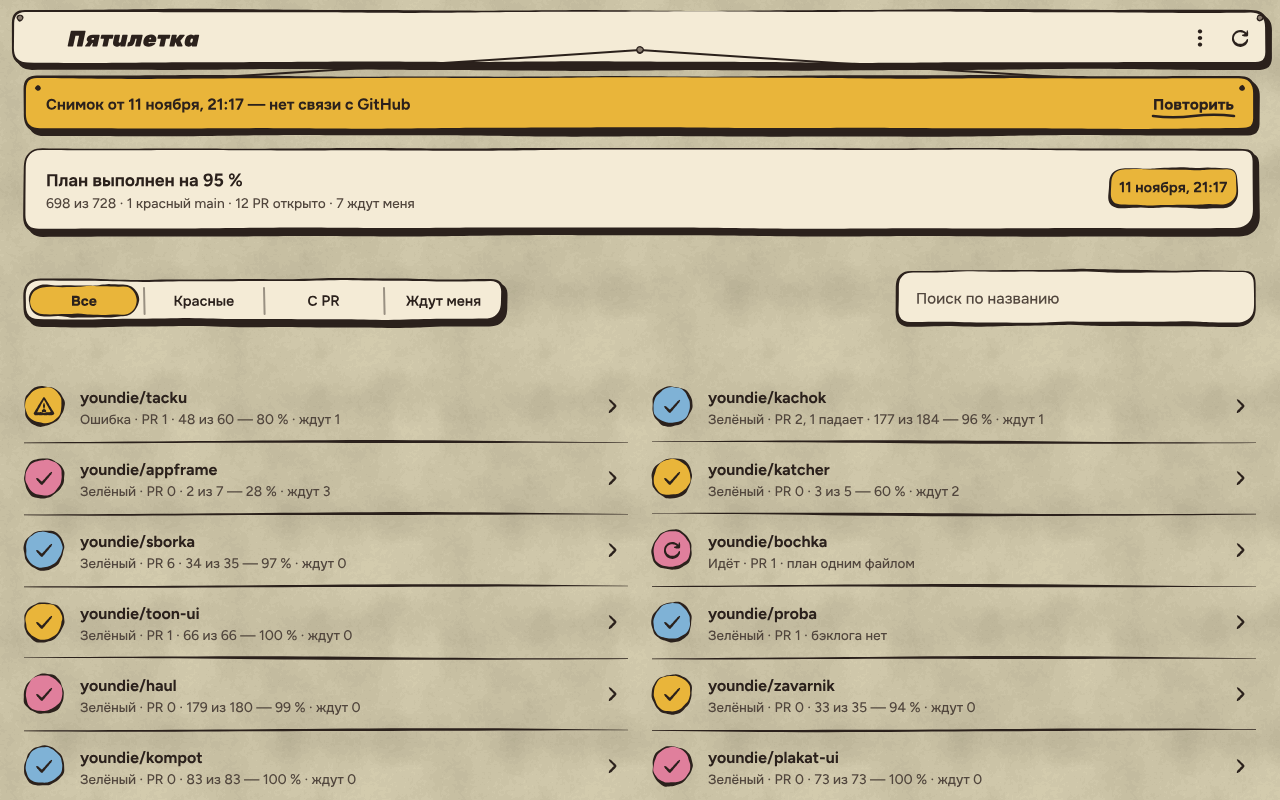 Пятилетка
Снимок от 11 ноября, 21:17 — нет связи с GitHub
Повторить
План выполнен на 95 %
698 из 728 · 1 красный main · 12 PR открыто · 7 ждут меня
11 ноября, 21:17
Все
Красные
С PR
Ждут меня
Поиск по названию
youndie/tacku
Ошибка · PR 1 · 48 из 60 — 80 % · ждут 1
youndie/kachok
Зелёный · PR 2, 1 падает · 177 из 184 — 96 % · ждут 1
youndie/appframe
Зелёный · PR 0 · 2 из 7 — 28 % · ждут 3
youndie/katcher
Зелёный · PR 0 · 3 из 5 — 60 % · ждут 2
youndie/sborka
Зелёный · PR 6 · 34 из 35 — 97 % · ждут 0
youndie/bochka
Идёт · PR 1 · план одним файлом
youndie/toon-ui
Зелёный · PR 1 · 66 из 66 — 100 % · ждут 0
youndie/proba
Зелёный · PR 1 · бэклога нет
youndie/haul
Зелёный · PR 0 · 179 из 180 — 99 % · ждут 0
youndie/zavarnik
Зелёный · PR 0 · 33 из 35 — 94 % · ждут 0
youndie/kompot
Зелёный · PR 0 · 83 из 83 — 100 % · ждут 0
youndie/plakat-ui
Зелёный · PR 0 · 73 из 73 — 100 % · ждут 0